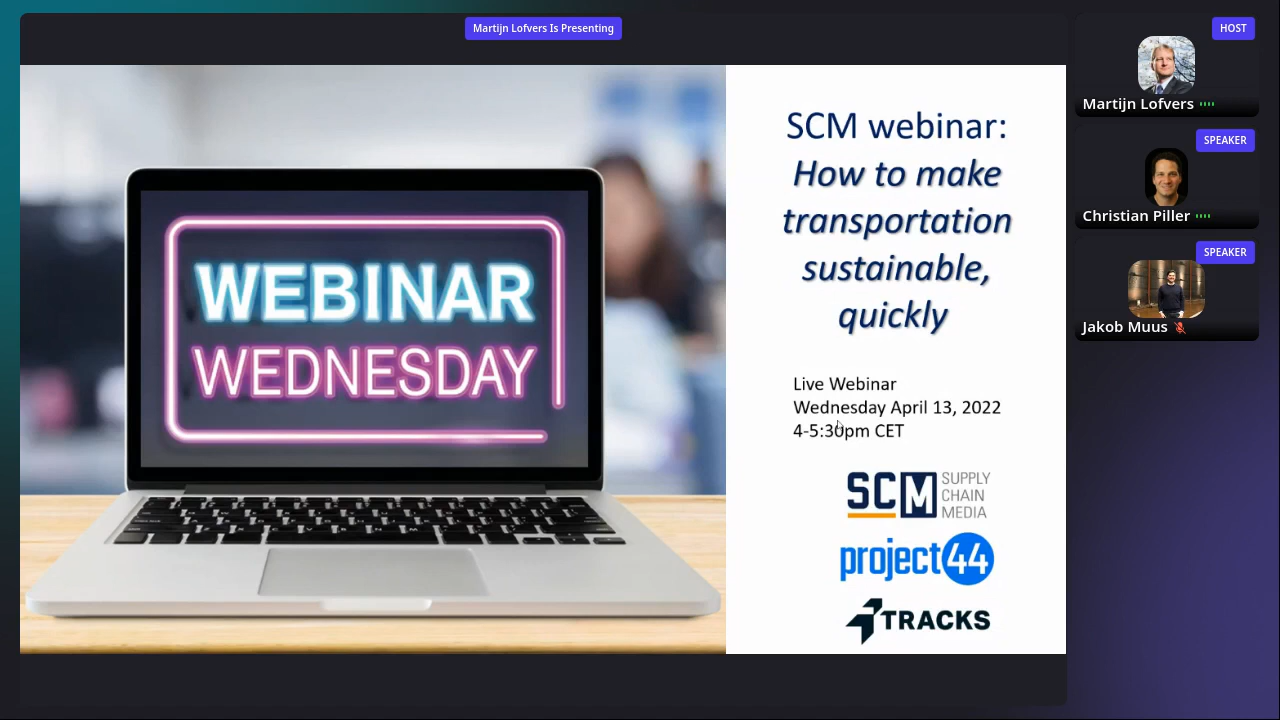 Martijn Lofvers Is Presenting
WEBINAR
WEDNESDAY
SCM webinar:
How to make
transportation
sustainable,
quickly
Live Webinar
Wednesday April 13, 2022
4-5:30pm CET
SCM SUPPLY
CHAIN
MEDIA
project44
TRACKS
HOST
Martijn Lofvers
SPEAKER
Christian Piller
SPEAKER
Jakob Muus